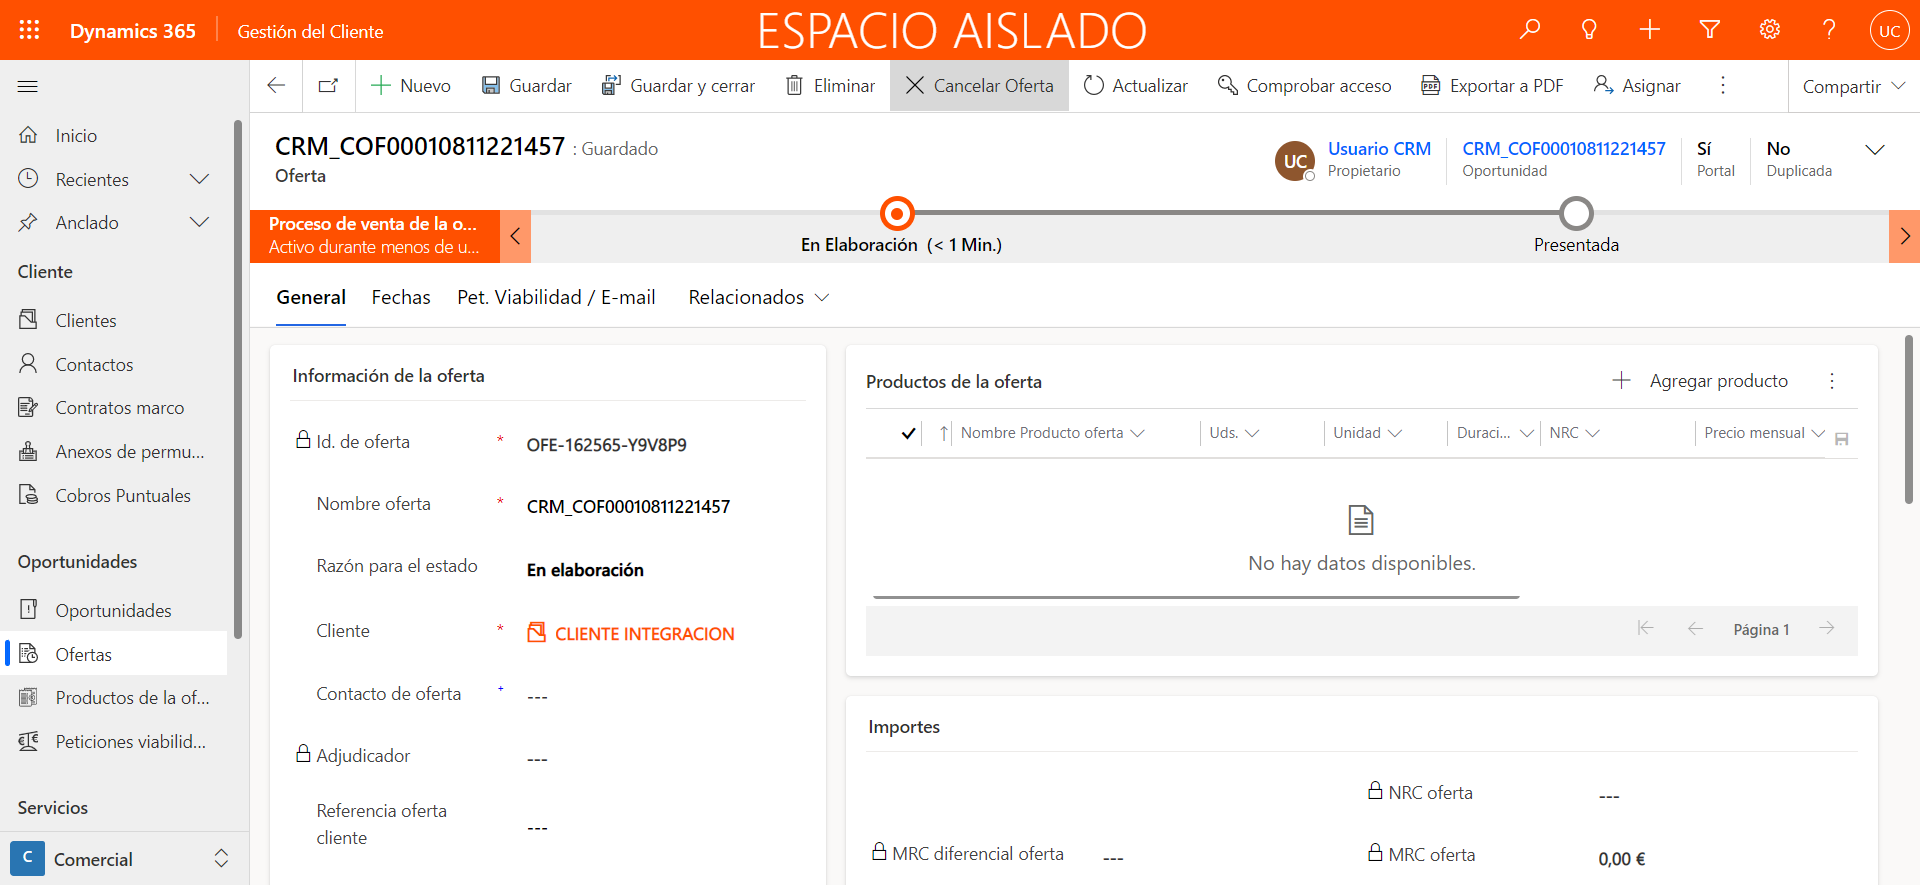 Dynamics 365
Gestión del Cliente
ESPACIO AISLADO
UC
Nuevo
Guardar
Guardar y cerrar
Eliminar
Cancelar Oferta
Actualizar
Comprobar acceso
Exportar a PDF
Asignar
Compartir
Inicio
Recientes
Anclado
Cliente
Clientes
Contactos
Contratos marco
Anexos de permu...
Cobros Puntuales
Oportunidades
Oportunidades
Ofertas
Productos de la of...
Peticiones viabilid...
Servicios
C
Comercial
CRM_COF00010811221457 : Guardado
Oferta
UC
Usuario CRM
Propietario
CRM_COF00010811221457
Oportunidad
Sí
Portal
No
Duplicada
Proceso de venta de la o...
Activo durante menos de u...
En Elaboración (< 1 Min.)
Presentada
General
Fechas
Pet. Viabilidad / E-mail
Relacionados
Información de la oferta
Id. de oferta * OFE-162565-Y9V8P9
Nombre oferta * CRM_COF00010811221457
Razón para el estado En elaboración
Cliente * CLIENTE INTEGRACION
Contacto de oferta + ---
Adjudicador ---
Referencia oferta
cliente ---
Productos de la oferta
Agregar producto
Nombre Producto oferta
Uds.
Unidad
Duraci...
NRC
Precio mensual
No hay datos disponibles.
Página 1
Importes
NRC oferta ---
MRC diferencial oferta ---
MRC oferta 0,00 €